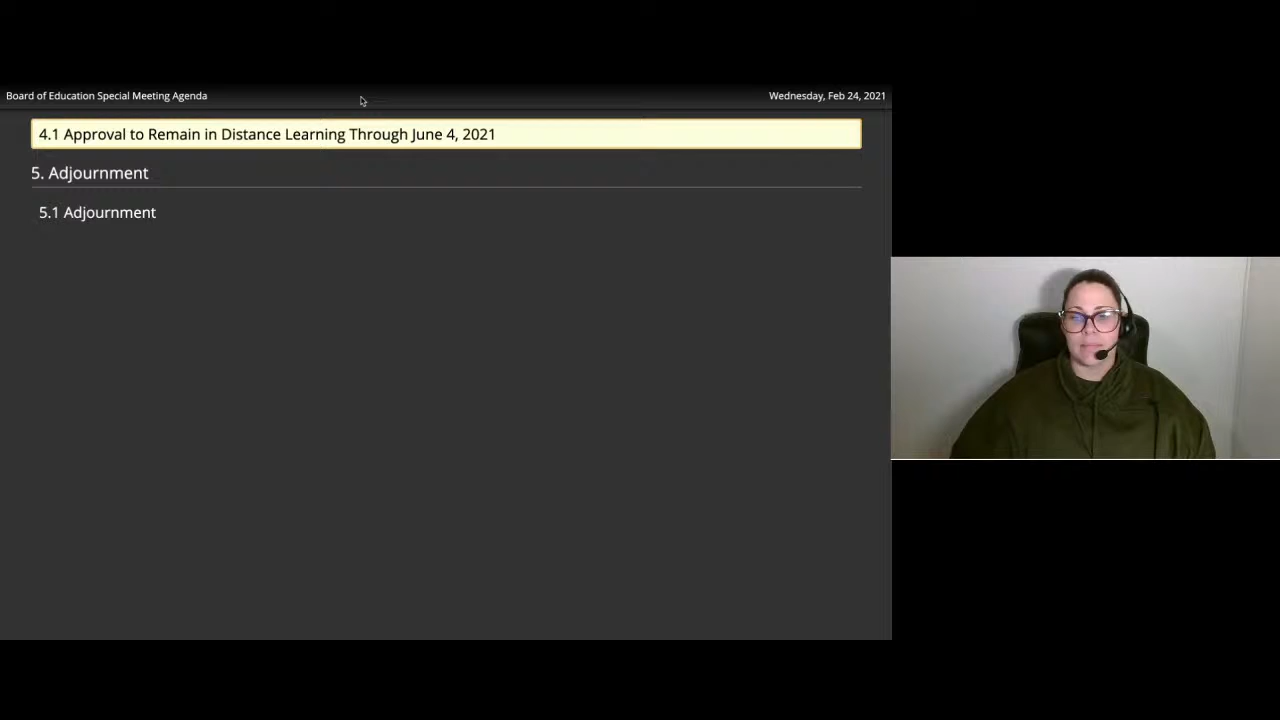 Board of Education Special Meeting Agenda
Wednesday, Feb 24, 2021
4.1 Approval to Remain in Distance Learning Through June 4, 2021
5. Adjournment
5.1 Adjournment